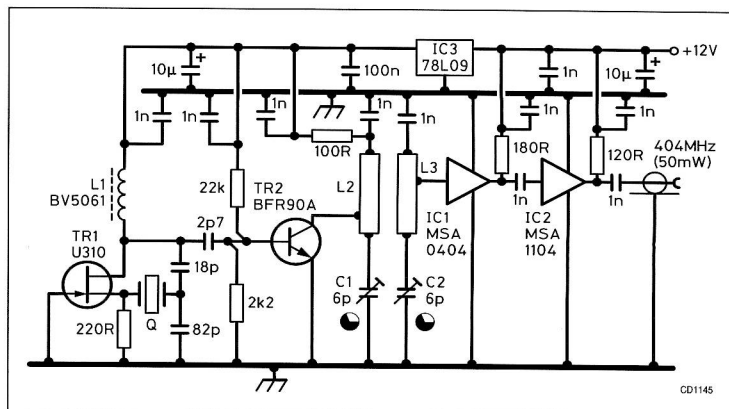 IC3
78L09
+12V
10μ
+
100n
1n
10μ
+
1n
1n
1n
1n
1n
1n
1n
100R
180R
120R
404MHz
(50mW)
L1
BV5061
22k
TR2
BFR90A
L2
L3
TR1
U310
2p7
18p
IC1
MSA
0404
1n
IC2
MSA
1104
1n
220R
Q
82p
2k2
C1
6p
C2
6p
CD1145